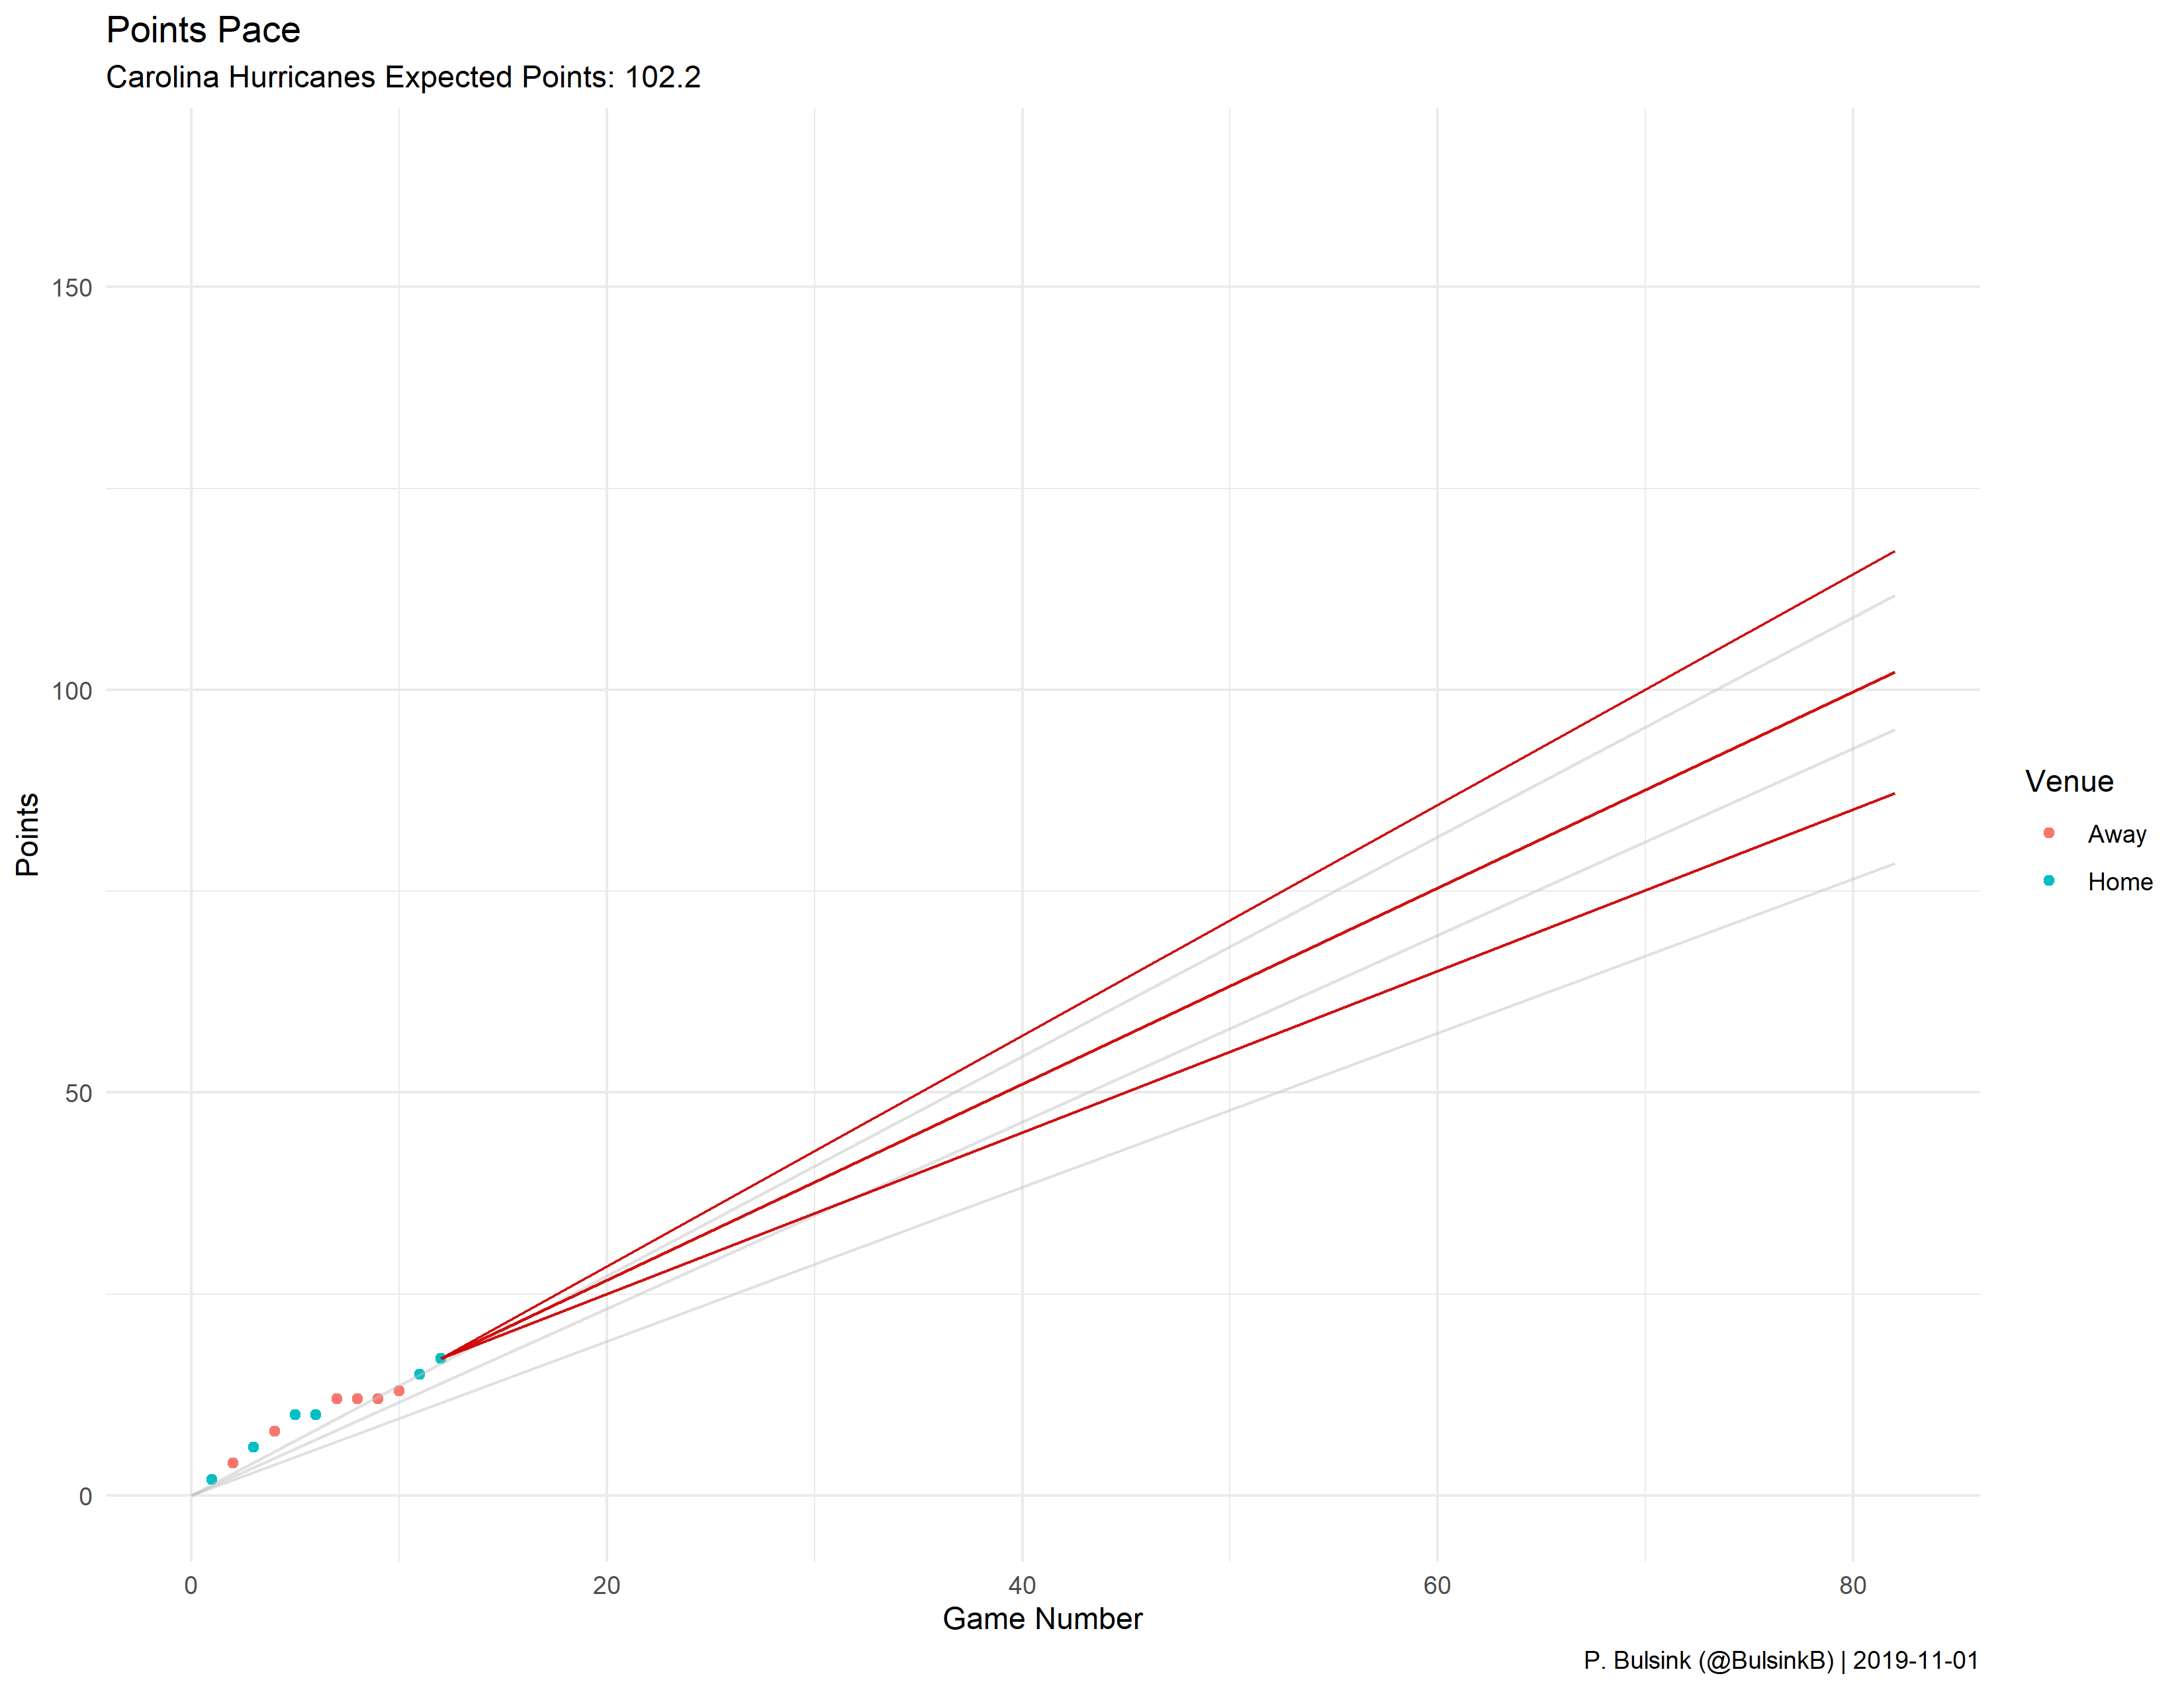 Points Pace
Carolina Hurricanes Expected Points: 102.2
Points
150
100
50
0
0
20
40
60
80
Game Number
Venue
Away
Home
P. Bulsink (@BulsinkB) | 2019-11-01